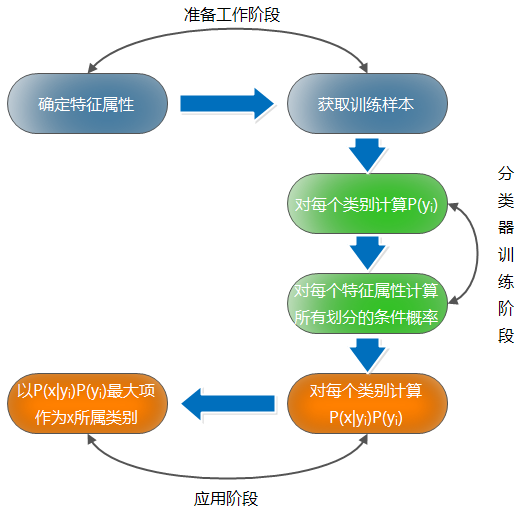 准备工作阶段
确定特征属性
获取训练样本
对每个类别计算P(yᵢ)
对每个特征属性计算
所有划分的条件概率
分类器训练阶段
以P(x|yᵢ)P(yᵢ)最大项
作为x所属类别
对每个类别计算
P(x|yᵢ)P(yᵢ)
应用阶段